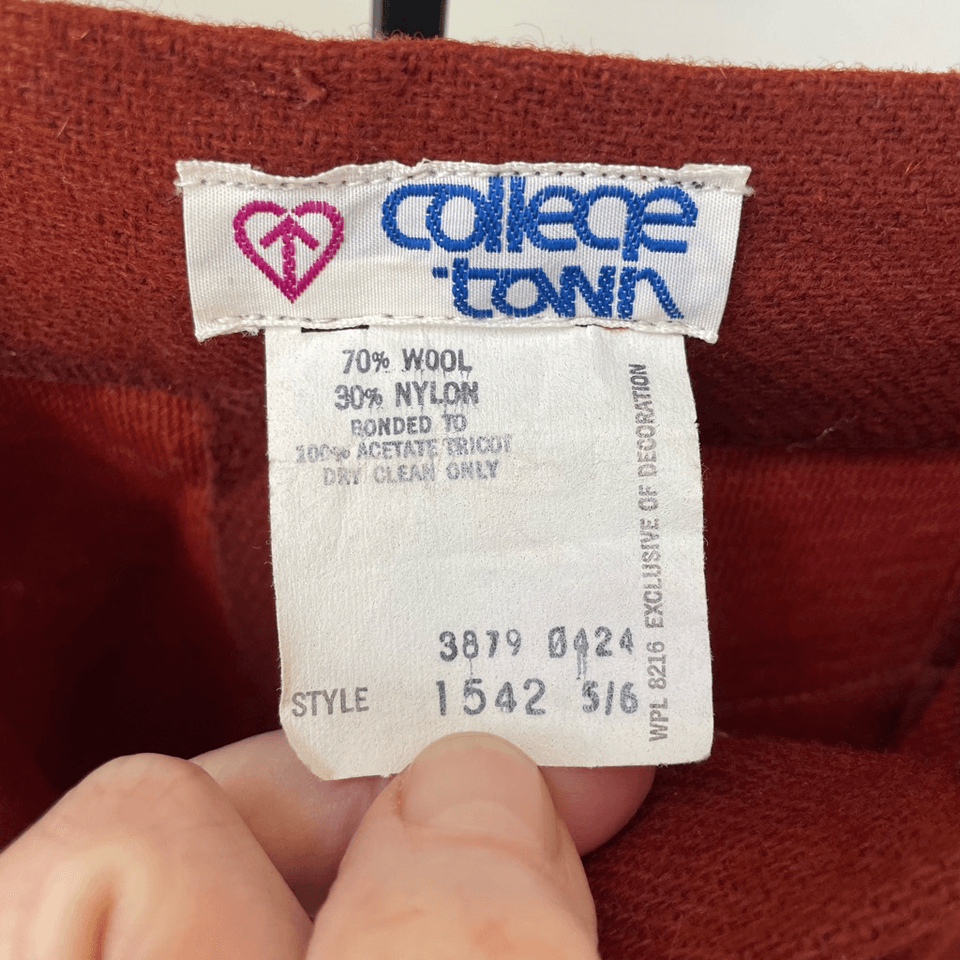 college
town
70% WOOL
30% NYLON
BONDED TO
100% ACETATE TRICOT
DRY CLEAN ONLY
WPL 8216 EXCLUSIVE OF DECORATION
3879 0424
STYLE 1542 5/6